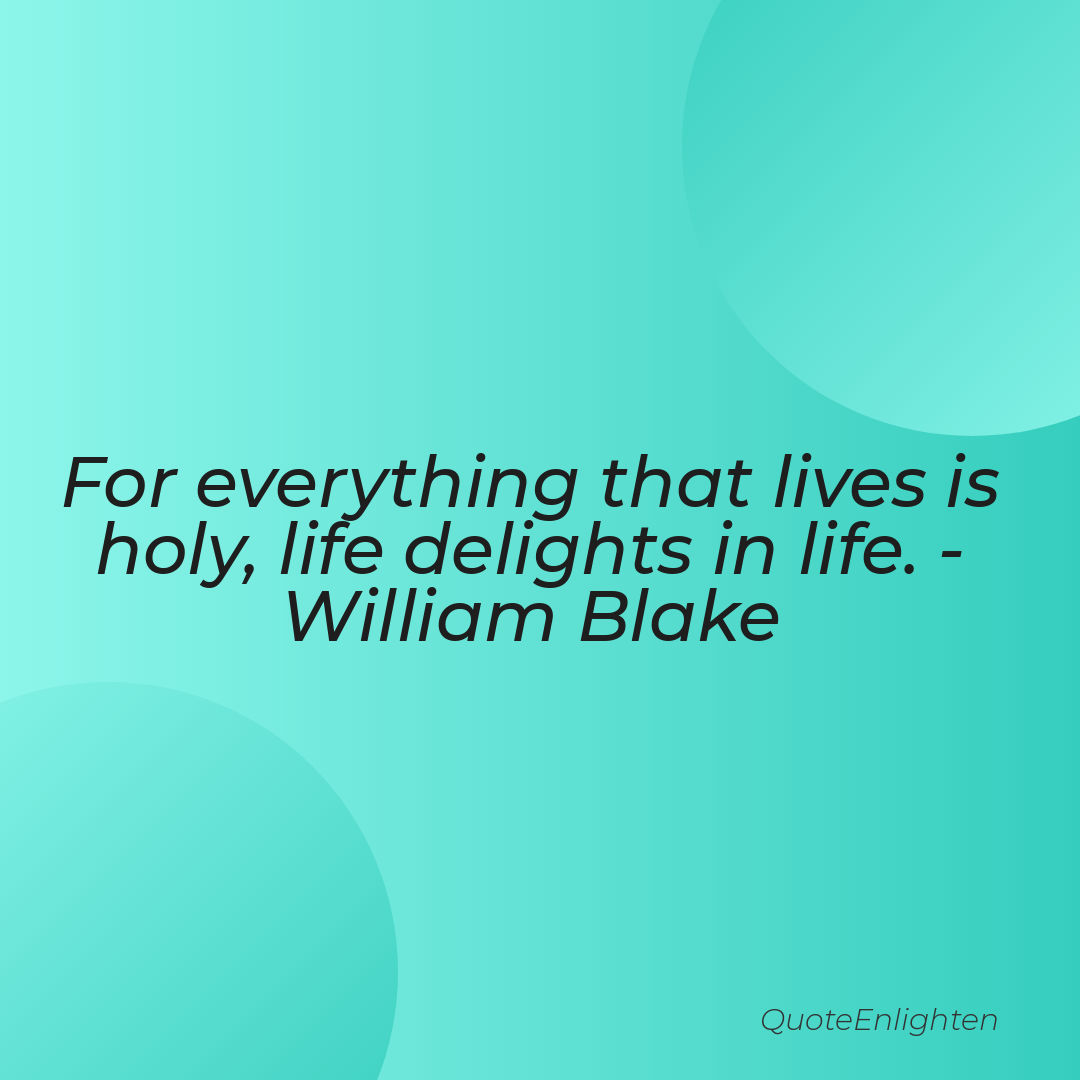 For everything that lives is
holy, life delights in life. -
William Blake
QuoteEnlighten